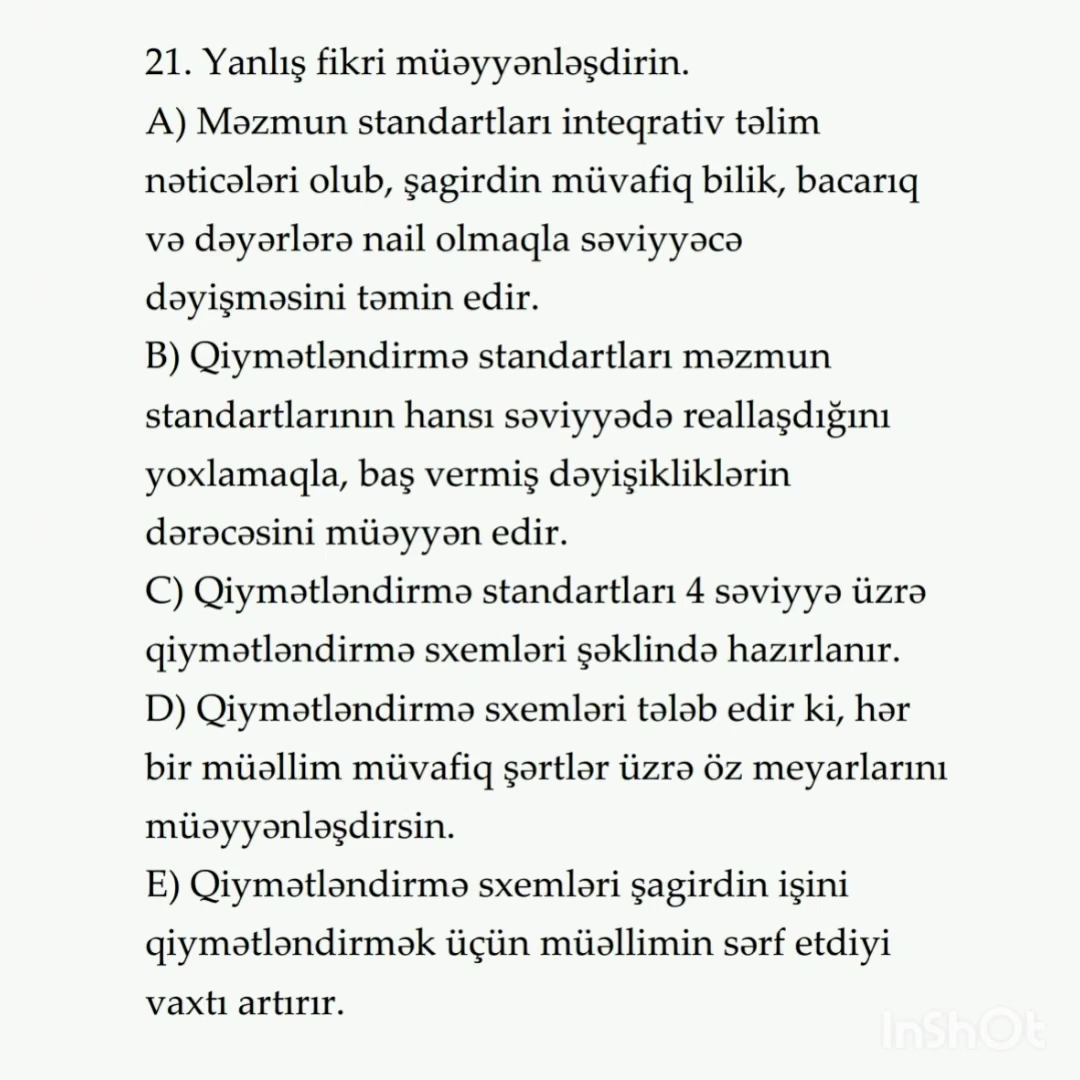 21. Yanlış fikri müəyyənləşdirin.
A) Məzmun standartları inteqrativ təlim
nəticələri olub, şagirdin müvafiq bilik, bacarıq
və dəyərlərə nail olmaqla səviyyəcə
dəyişməsini təmin edir.
B) Qiymətləndirmə standartları məzmun
standartlarının hansı səviyyədə reallaşdığını
yoxlamaqla, baş vermiş dəyişikliklərin
dərəcəsini müəyyən edir.
C) Qiymətləndirmə standartları 4 səviyyə üzrə
qiymətləndirmə sxemləri şəklində hazırlanır.
D) Qiymətləndirmə sxemləri tələb edir ki, hər
bir müəllim müvafiq şərtlər üzrə öz meyarlarını
müəyyənləşdirsin.
E) Qiymətləndirmə sxemləri şagirdin işini
qiymətləndirmək üçün müəllimin sərf etdiyi
vaxtı artırır.
InShOt